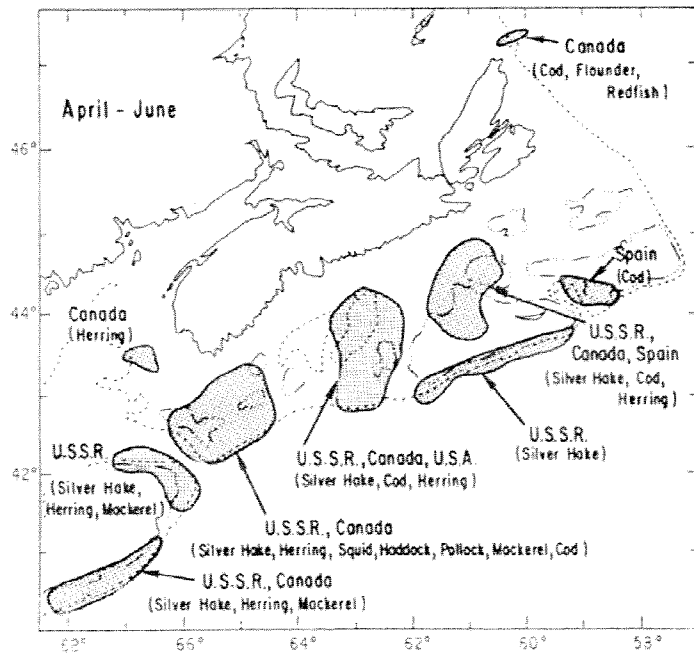 Canada
(Cod, Flounder,
Redfish)
April - June
46°
Spain
(Cod)
Canada
(Herring)
44°
U.S.S.R.,
Canada, Spain
(Silver Hake, Cod,
Herring)
U.S.S.R.
(Silver Hake)
U.S.S.R., Canada, U.S.A.
(Silver Hake, Cod, Herring)
U.S.S.R.
(Silver Hake,
Herring, Mackerel)
42°
U.S.S.R., Canada
(Silver Hake, Herring, Squid, Haddock, Pollock, Mackerel, Cod)
U.S.S.R., Canada
(Silver Hake, Herring, Mackerel)
68° 66° 64° 62° 60° 58°